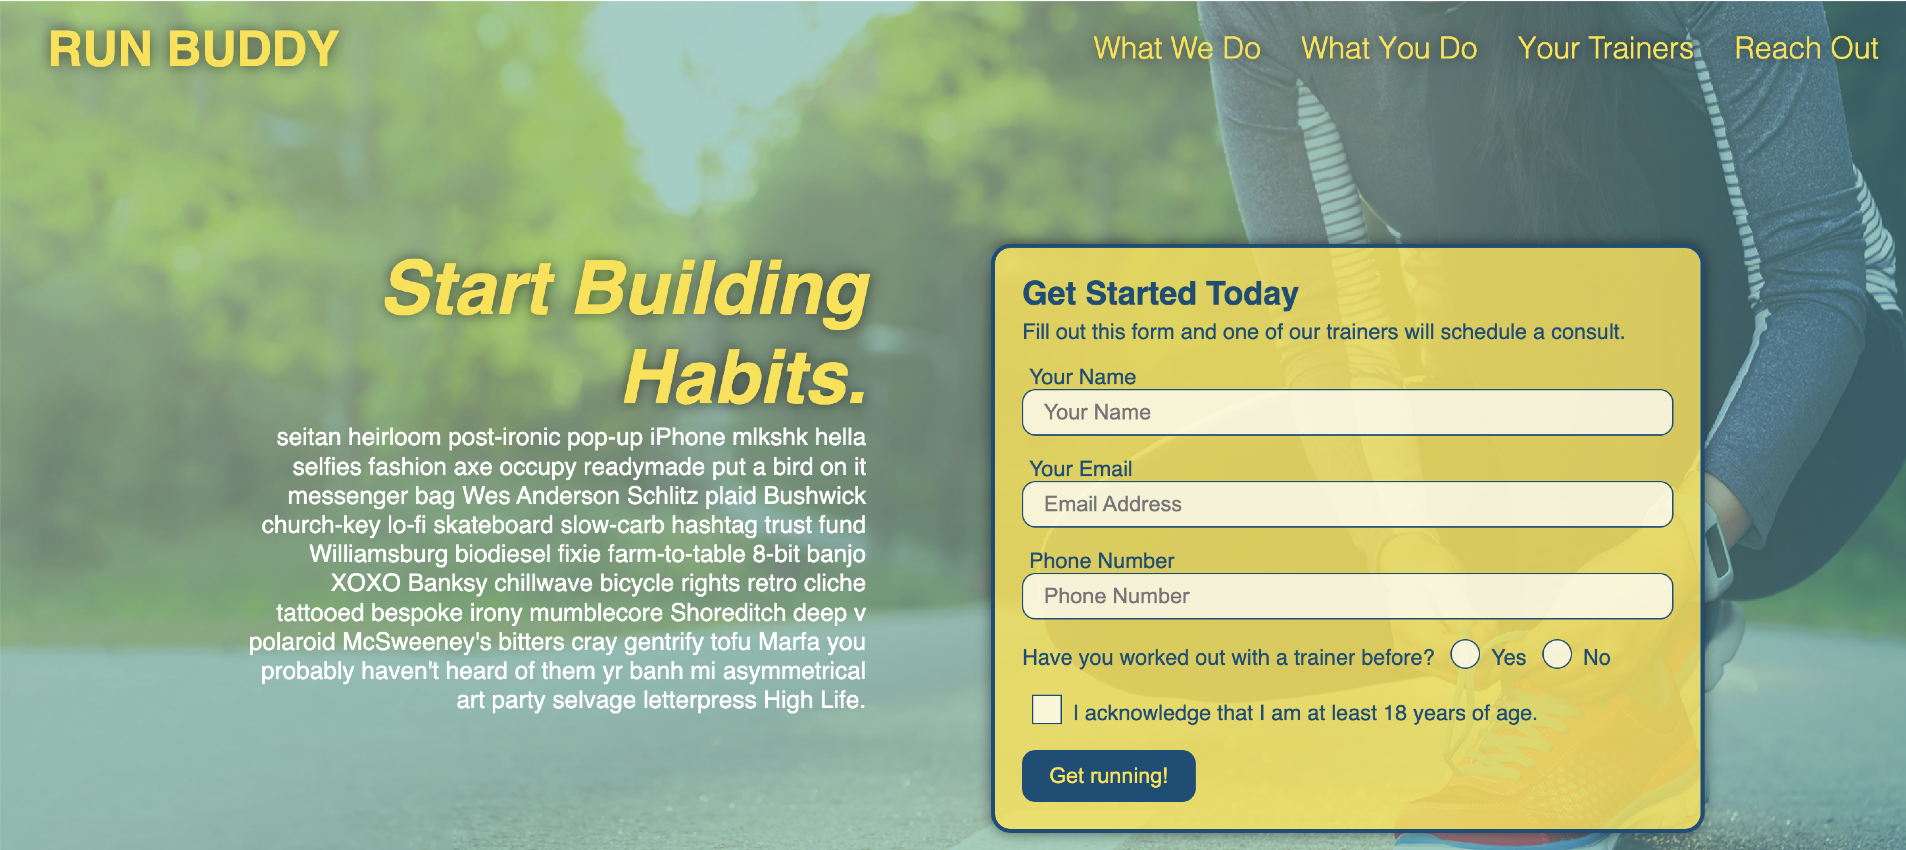 RUN BUDDY
What We Do
What You Do
Your Trainers
Reach Out
Start Building
Habits.
seitan heirloom post-ironic pop-up iPhone mlkshk hella
selfies fashion axe occupy readymade put a bird on it
messenger bag Wes Anderson Schlitz plaid Bushwick
church-key lo-fi skateboard slow-carb hashtag trust fund
Williamsburg biodiesel fixie farm-to-table 8-bit banjo
XOXO Banksy chillwave bicycle rights retro cliche
tattooed bespoke irony mumblecore Shoreditch deep v
polaroid McSweeney's bitters cray gentrify tofu Marfa you
probably haven't heard of them yr banh mi asymmetrical
art party selvage letterpress High Life.
Get Started Today
Fill out this form and one of our trainers will schedule a consult.
Your Name
Your Name
Your Email
Email Address
Phone Number
Phone Number
Have you worked out with a trainer before? Yes No
I acknowledge that I am at least 18 years of age.
Get running!